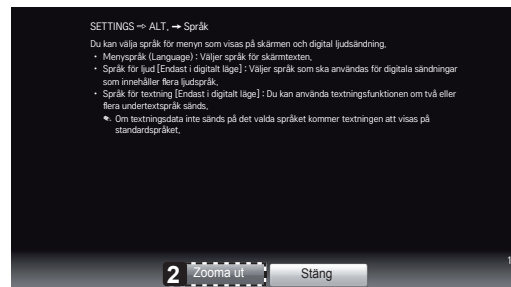 SETTINGS ⇨ ALT. ➙ Språk
Du kan välja språk för menyn som visas på skärmen och digital ljudsändning.
• Menyspråk (Language) : Väljer språk för skärmtexten.
• Språk för ljud [Endast i digitalt läge] : Väljer språk som ska användas för digitala sändningar
som innehåller flera ljudspråk.
• Språk för textning [Endast i digitalt läge] : Du kan använda textningsfunktionen om två eller
flera undertextspråk sänds.
✎ Om textningsdata inte sänds på det valda språket kommer textningen att visas på
standardspråket.
1
2 Zooma ut Stäng